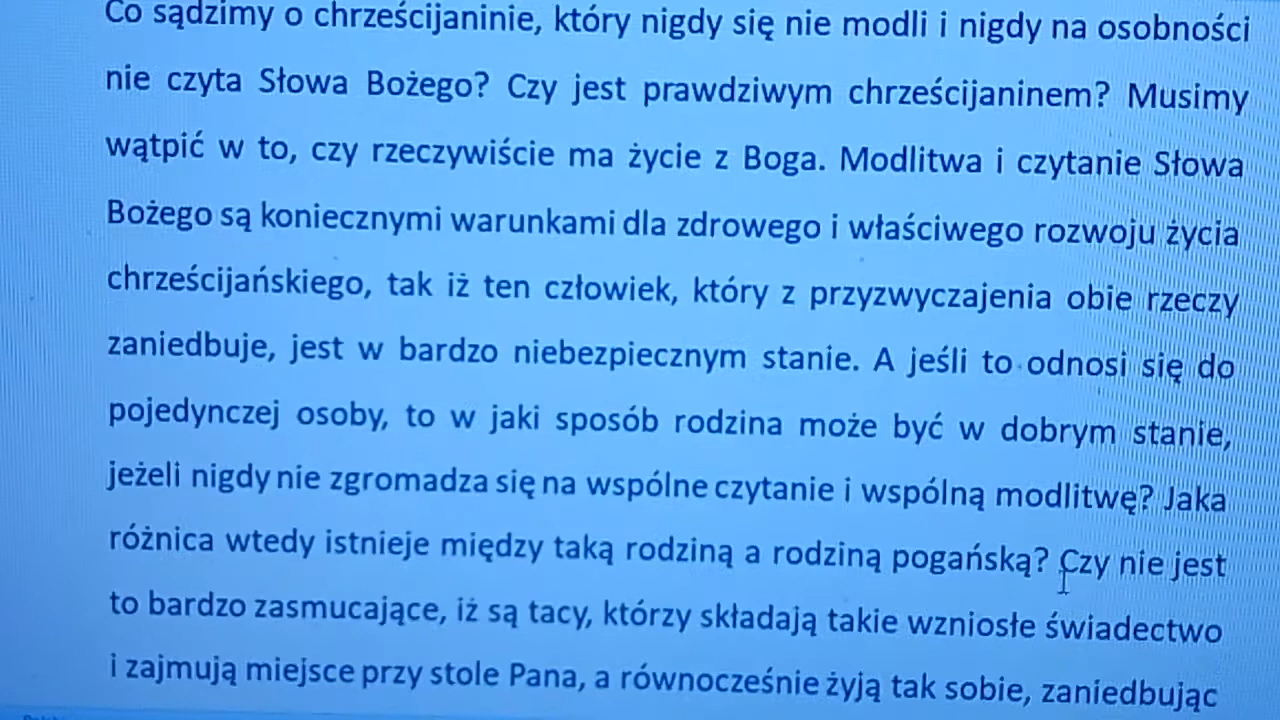 Co sądzimy o chrześcijaninie, który nigdy się nie modli i nigdy na osobności
nie czyta Słowa Bożego? Czy jest prawdziwym chrześcijaninem? Musimy
wątpić w to, czy rzeczywiście ma życie z Boga. Modlitwa i czytanie Słowa
Bożego są koniecznymi warunkami dla zdrowego i właściwego rozwoju życia
chrześcijańskiego, tak iż ten człowiek, który z przyzwyczajenia obie rzeczy
zaniedbuje, jest w bardzo niebezpiecznym stanie. A jeśli to odnosi się do
pojedynczej osoby, to w jaki sposób rodzina może być w dobrym stanie,
jeżeli nigdy nie zgromadza się na wspólne czytanie i wspólną modlitwę? Jaka
różnica wtedy istnieje między taką rodziną a rodziną pogańską? Czy nie jest
to bardzo zasmucające, iż są tacy, którzy składają takie wzniosłe świadectwo
i zajmują miejsce przy stole Pana, a równocześnie żyją tak sobie, zaniedbując